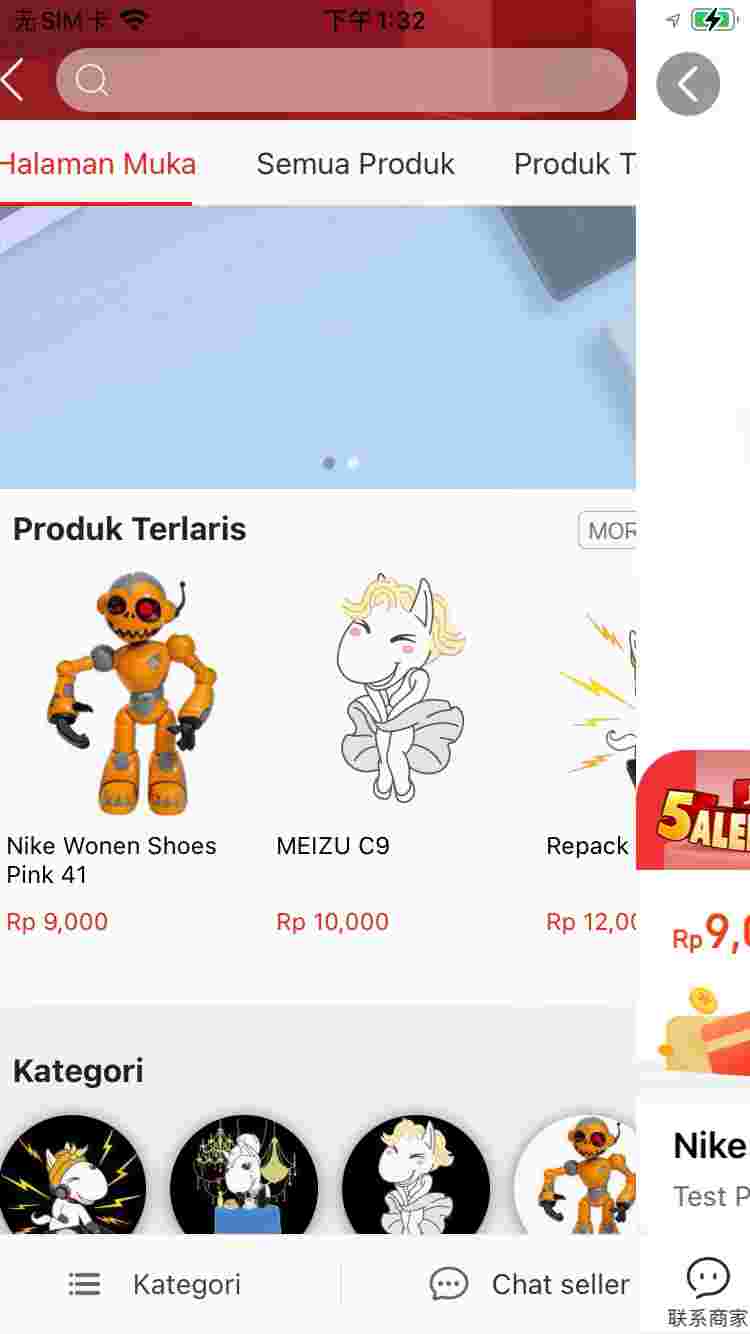 无SIM卡
下午1:32
Halaman Muka
Semua Produk
Produk T
Produk Terlaris
MOR
Nike Wonen Shoes
Pink 41
MEIZU C9
Repack
Rp 9,000
Rp 10,000
Rp 12,00
5ALE
Rp9,0
Kategori
Nike
Test P
Kategori
Chat seller
联系商家